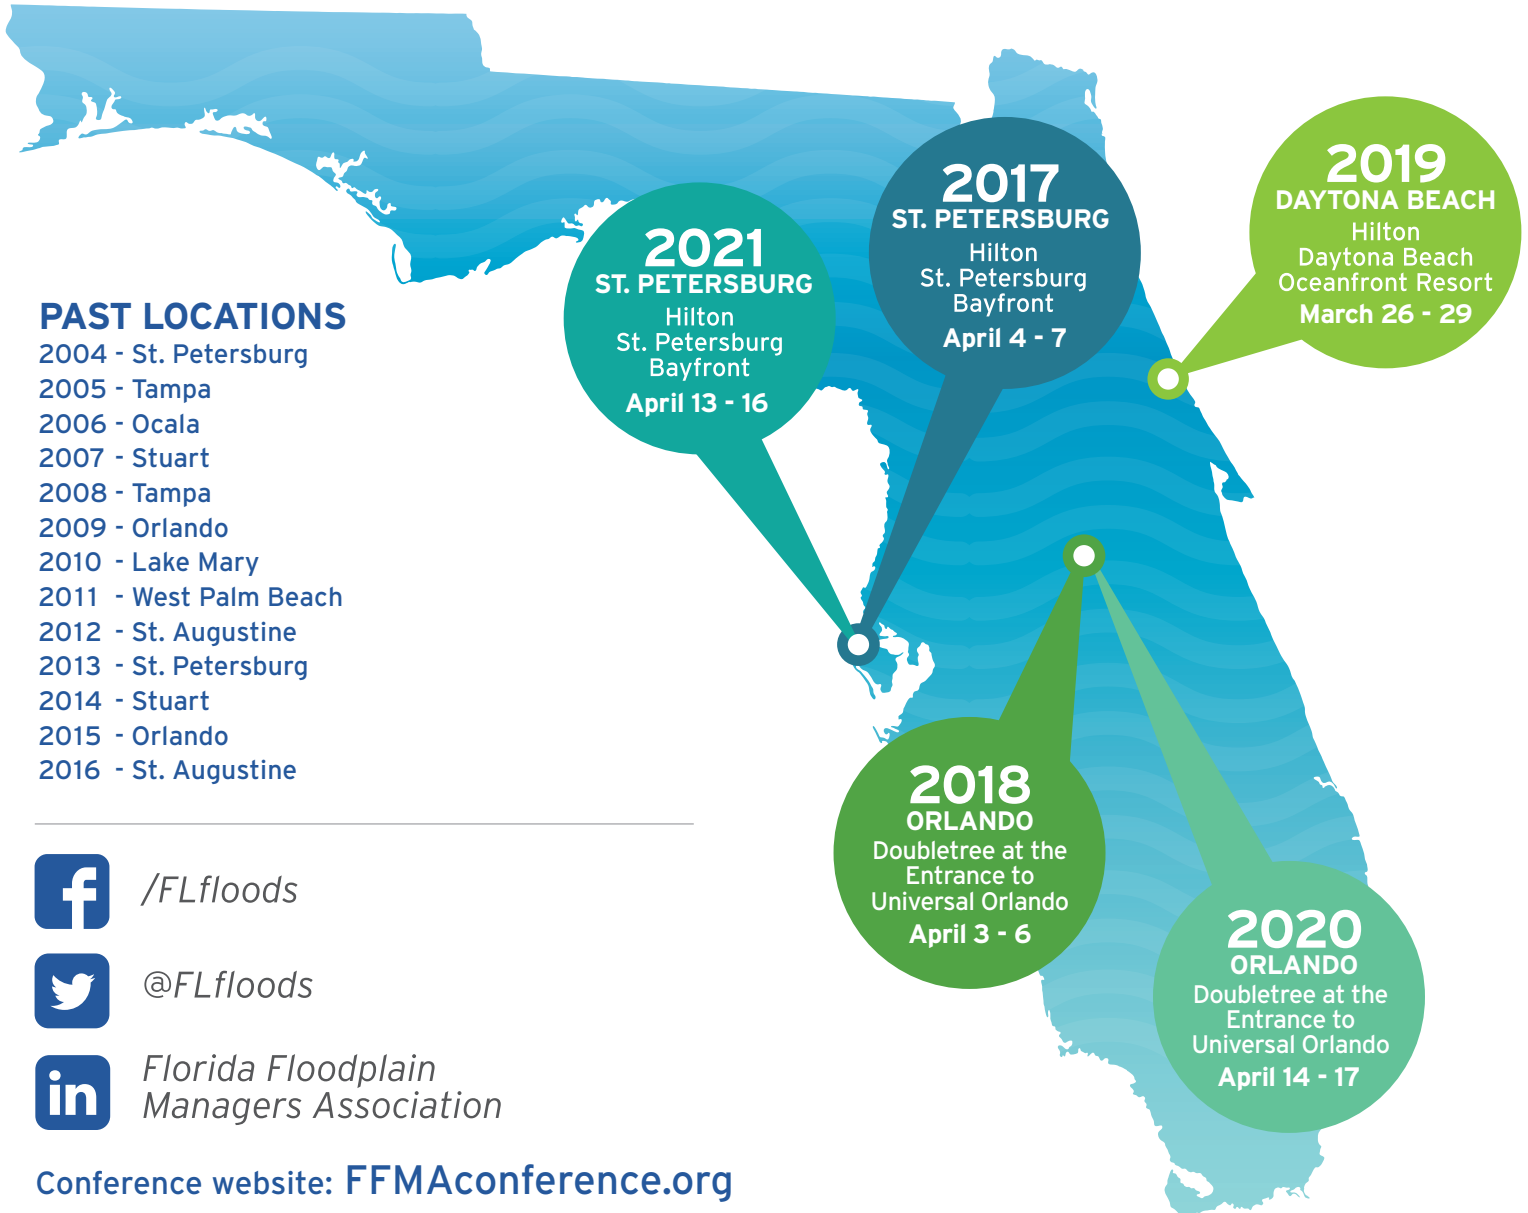 2017
ST. PETERSBURG
Hilton
St. Petersburg
Bayfront
April 4 - 7
2019
DAYTONA BEACH
Hilton
Daytona Beach
Oceanfront Resort
March 26 - 29
2021
ST. PETERSBURG
Hilton
St. Petersburg
Bayfront
April 13 - 16
PAST LOCATIONS
2004 - St. Petersburg
2005 - Tampa
2006 - Ocala
2007 - Stuart
2008 - Tampa
2009 - Orlando
2010 - Lake Mary
2011 - West Palm Beach
2012 - St. Augustine
2013 - St. Petersburg
2014 - Stuart
2015 - Orlando
2016 - St. Augustine
2018
ORLANDO
Doubletree at the
Entrance to
Universal Orlando
April 3 - 6
2020
ORLANDO
Doubletree at the
Entrance to
Universal Orlando
April 14 - 17
f
/FLfloods
@FLfloods
in
Florida Floodplain
Managers Association
Conference website: FFMAconference.org